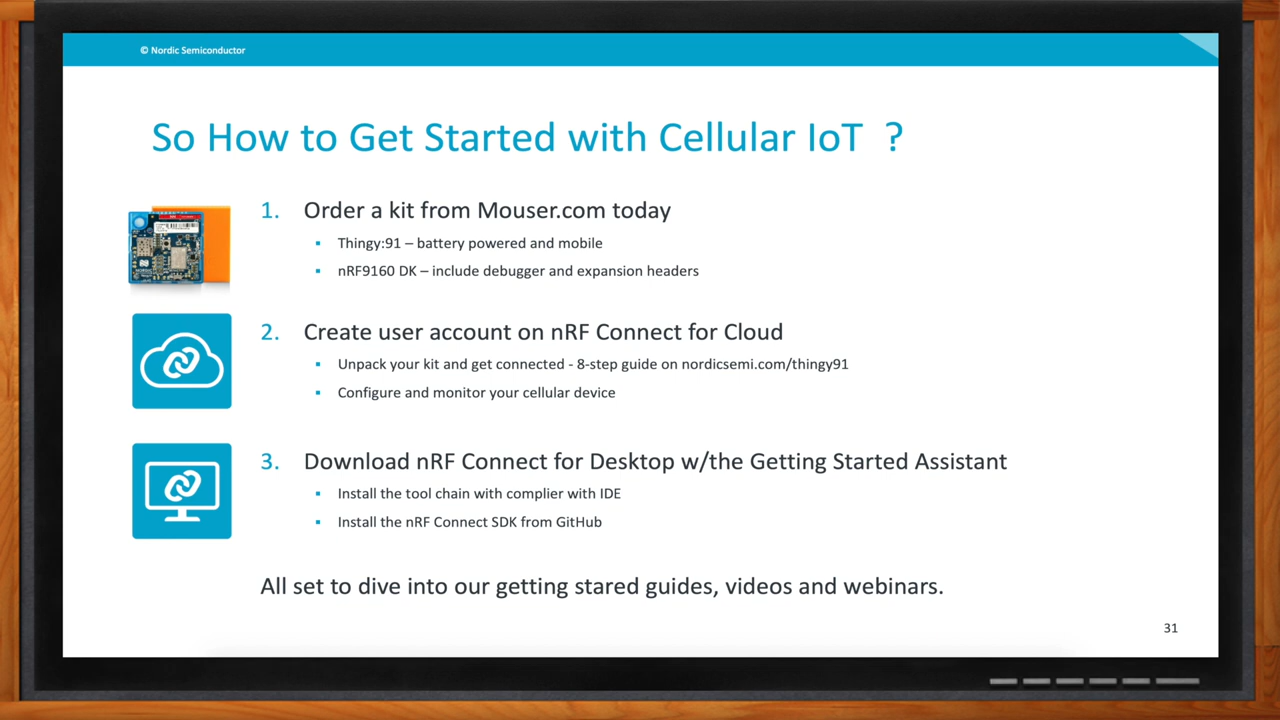 © Nordic Semiconductor
So How to Get Started with Cellular IoT ?
1. Order a kit from Mouser.com today
▪ Thingy:91 – battery powered and mobile
▪ nRF9160 DK – include debugger and expansion headers
2. Create user account on nRF Connect for Cloud
▪ Unpack your kit and get connected - 8-step guide on nordicsemi.com/thingy91
▪ Configure and monitor your cellular device
3. Download nRF Connect for Desktop w/the Getting Started Assistant
▪ Install the tool chain with complier with IDE
▪ Install the nRF Connect SDK from GitHub
All set to dive into our getting stared guides, videos and webinars.
31